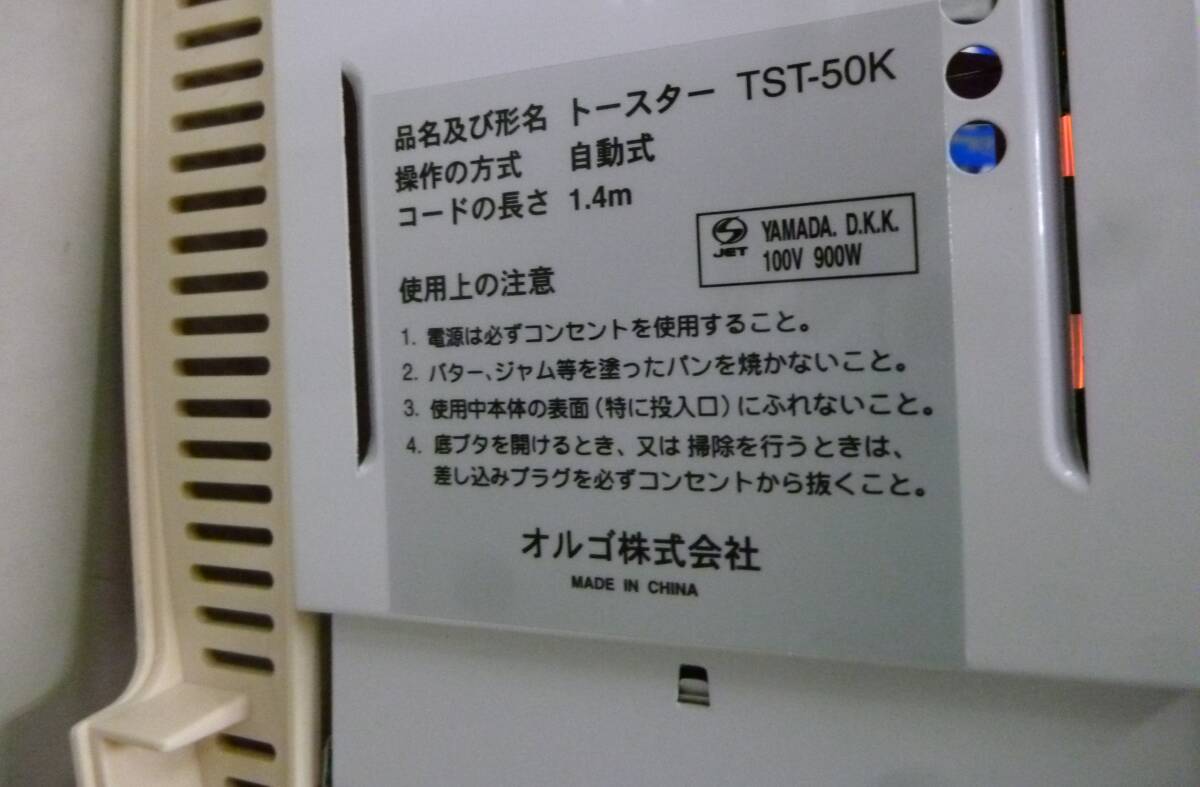 品名及び形名 トースター TST-50K
操作の方式 自動式
コードの長さ 1.4m
JET YAMADA. D.K.K.
100V 900W
使用上の注意
1. 電源は必ずコンセントを使用すること。
2. バター、ジャム等を塗ったパンを焼かないこと。
3. 使用中本体の表面(特に投入口)にふれないこと。
4. 底ブタを開けるとき、又は掃除を行うときは、
差し込みプラグを必ずコンセントから抜くこと。
オルゴ株式会社
MADE IN CHINA